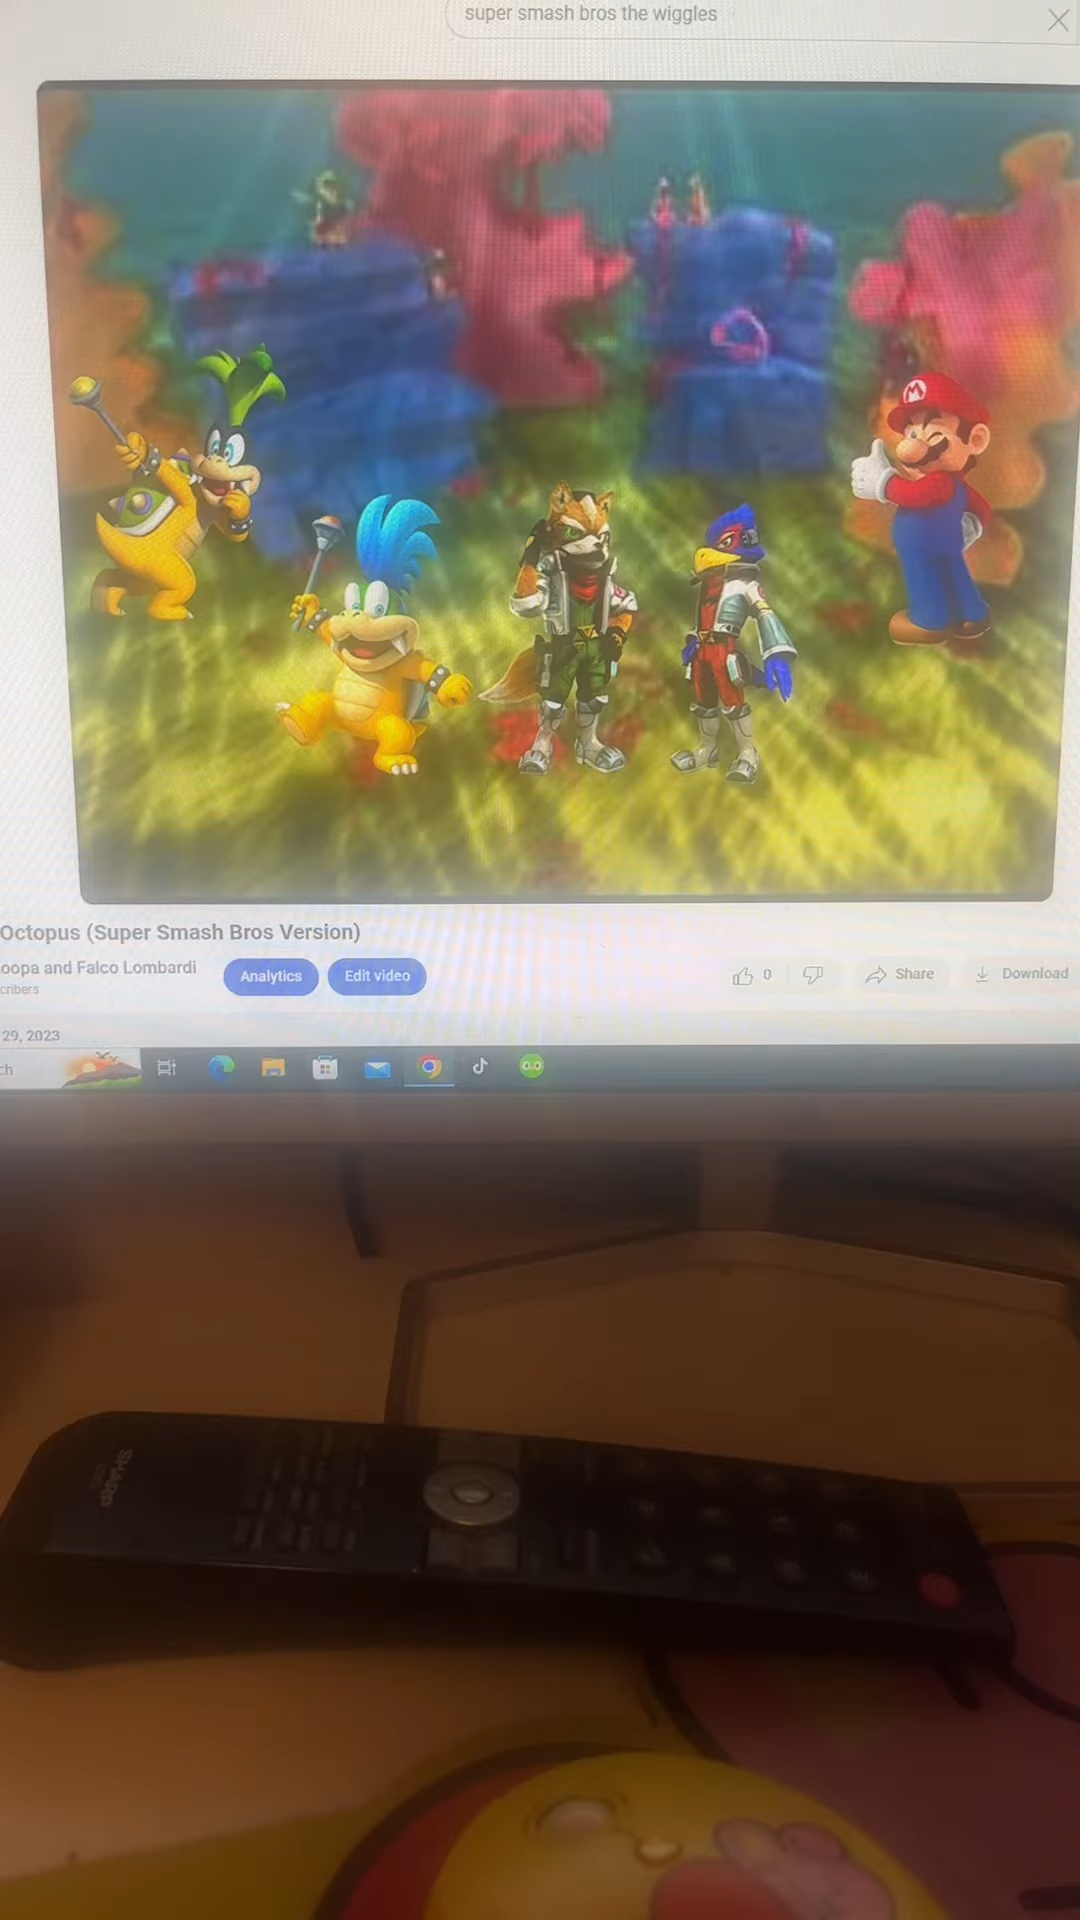 super smash bros the wiggles
Octopus (Super Smash Bros Version)
oopa and Falco Lombardi
cribers
Analytics
Edit video
0
Share
Download
29, 2023
ch
M
SHARP